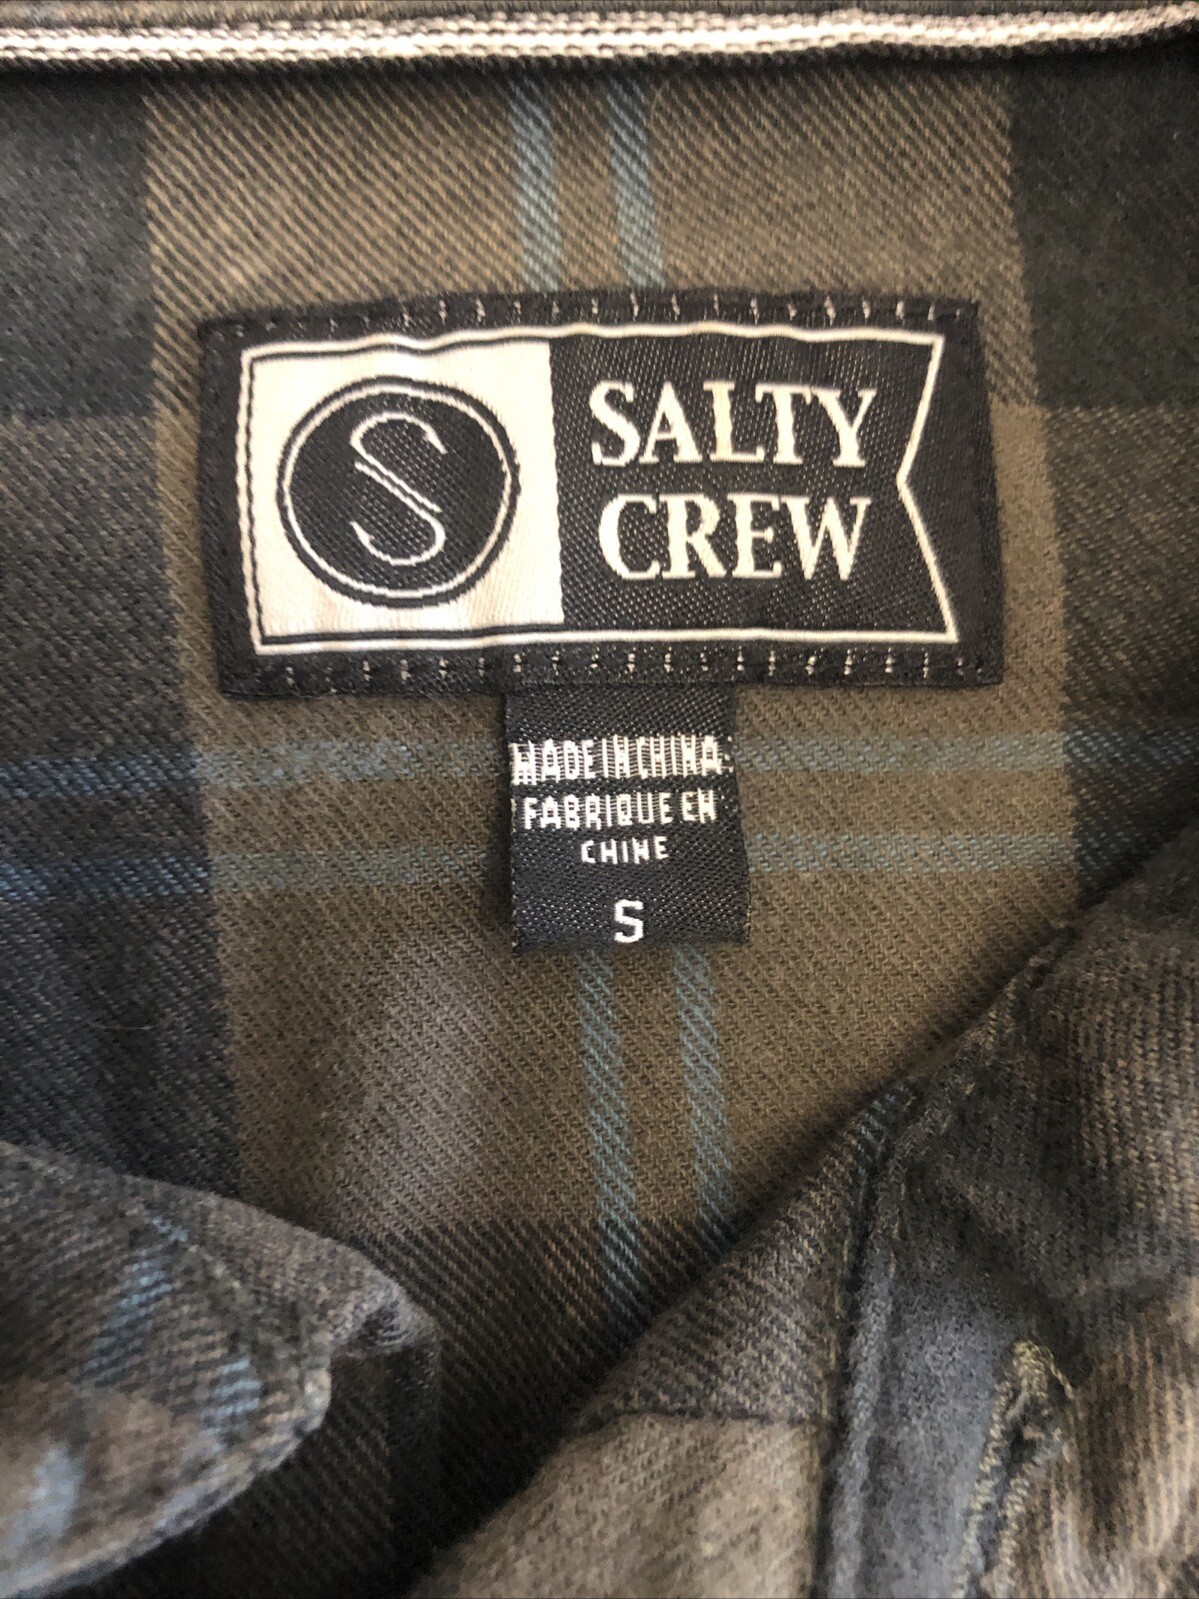 S
SALTY
CREW
MADE IN CHINA.
FABRIQUE EN
CHINE
S